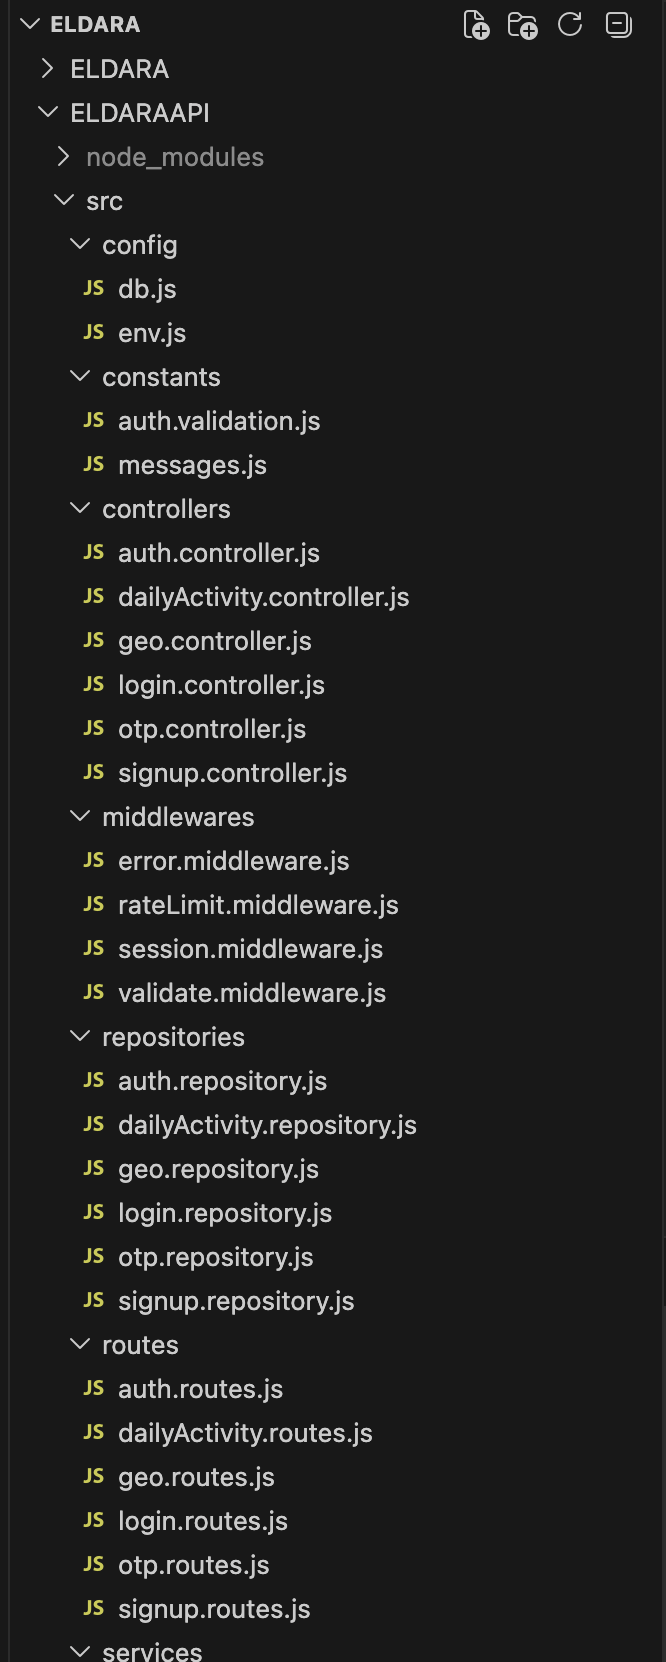 ELDARA
ELDARA
ELDARAAPI
node_modules
src
config
JS db.js
JS env.js
constants
JS auth.validation.js
JS messages.js
controllers
JS auth.controller.js
JS dailyActivity.controller.js
JS geo.controller.js
JS login.controller.js
JS otp.controller.js
JS signup.controller.js
middlewares
JS error.middleware.js
JS rateLimit.middleware.js
JS session.middleware.js
JS validate.middleware.js
repositories
JS auth.repository.js
JS dailyActivity.repository.js
JS geo.repository.js
JS login.repository.js
JS otp.repository.js
JS signup.repository.js
routes
JS auth.routes.js
JS dailyActivity.routes.js
JS geo.routes.js
JS login.routes.js
JS otp.routes.js
JS signup.routes.js
services